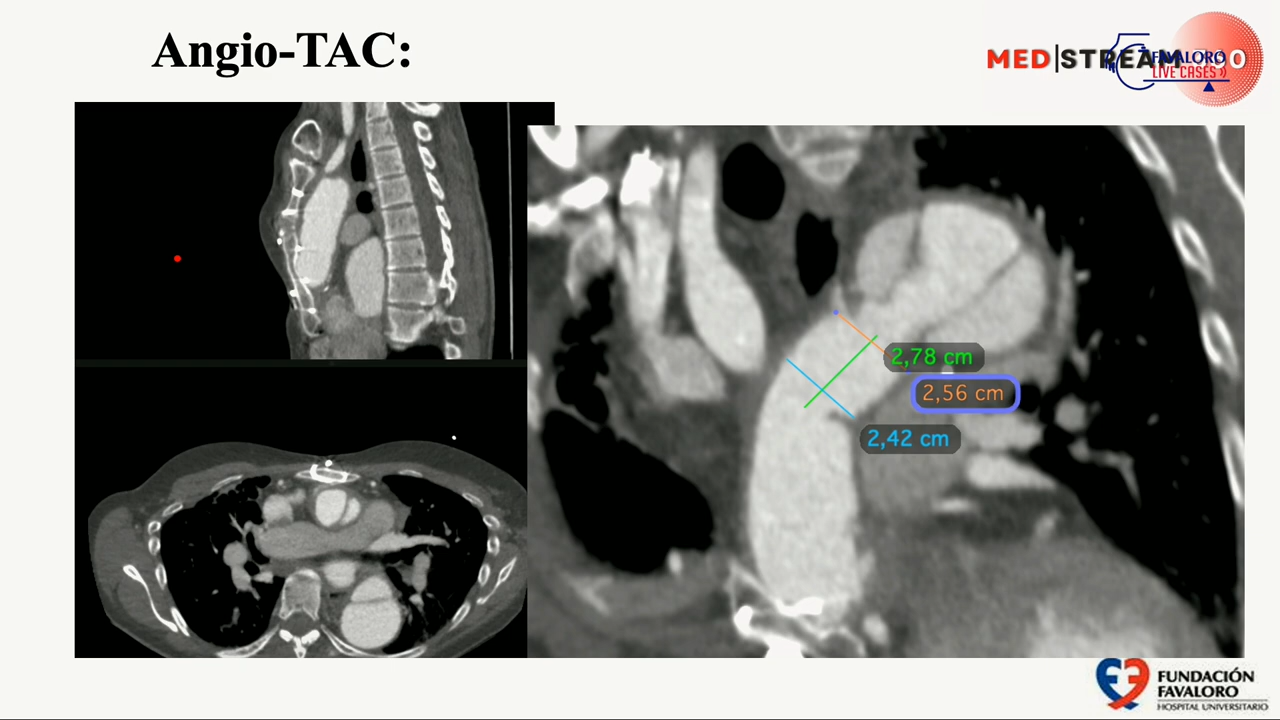 Angio-TAC:
MED|STREAM
FAVALORO
LIVE CASES
2,78 cm
2,56 cm
2,42 cm
FUNDACIÓN
FAVALORO
HOSPITAL UNIVERSITARIO